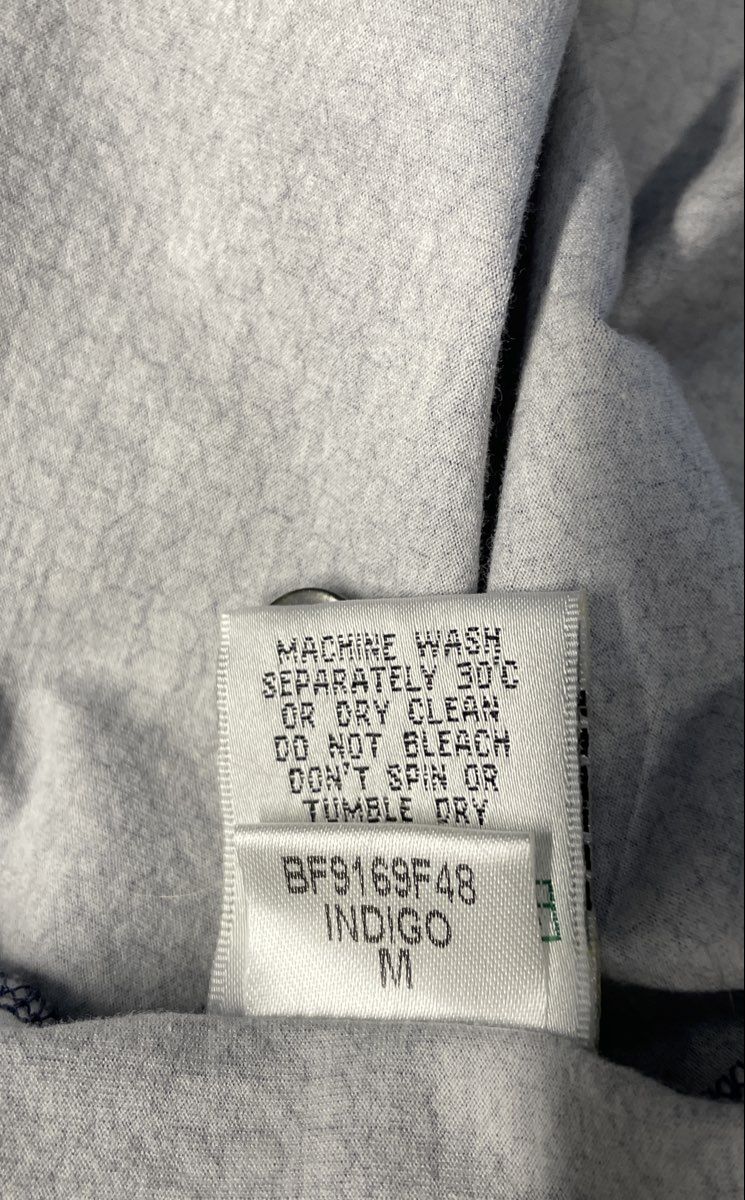 MACHINE WASH
SEPARATELY 30°C
OR DRY CLEAN
DO NOT BLEACH
DON'T SPIN OR
TUMBLE DRY
BF9169F48
INDIGO
M